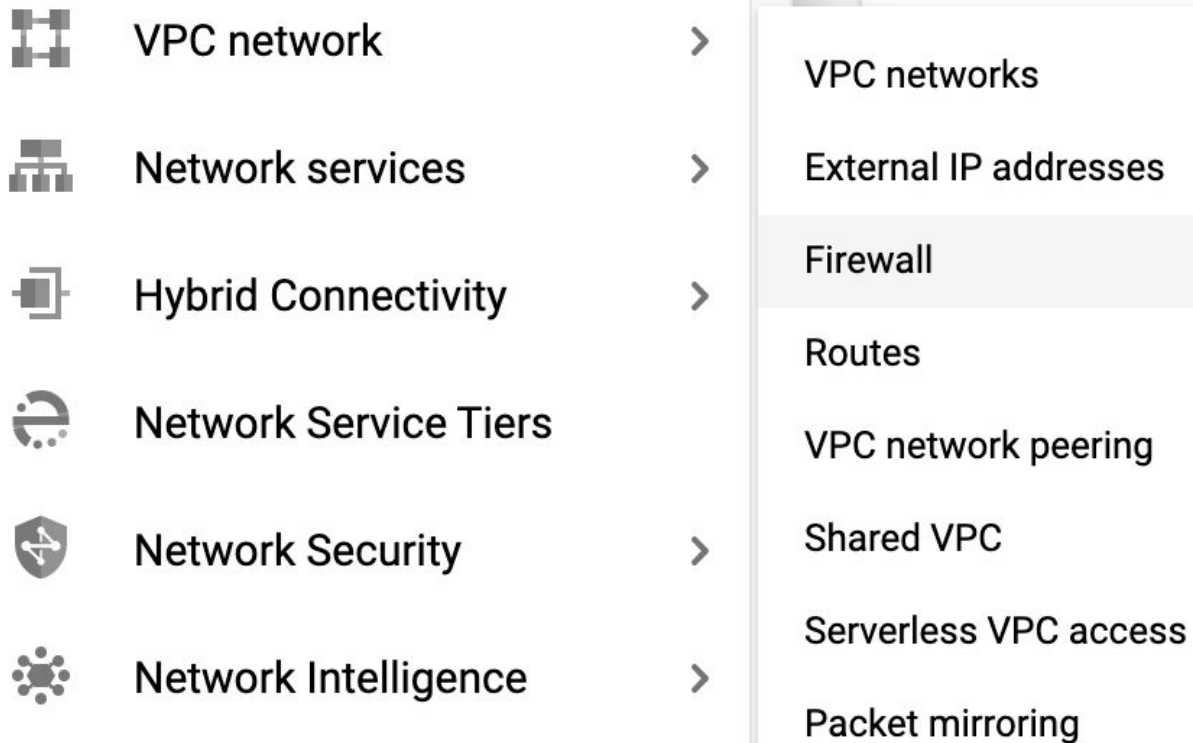 VPC network
Network services
Hybrid Connectivity
Network Service Tiers
Network Security
Network Intelligence
VPC networks
External IP addresses
Firewall
Routes
VPC network peering
Shared VPC
Serverless VPC access
Packet mirroring